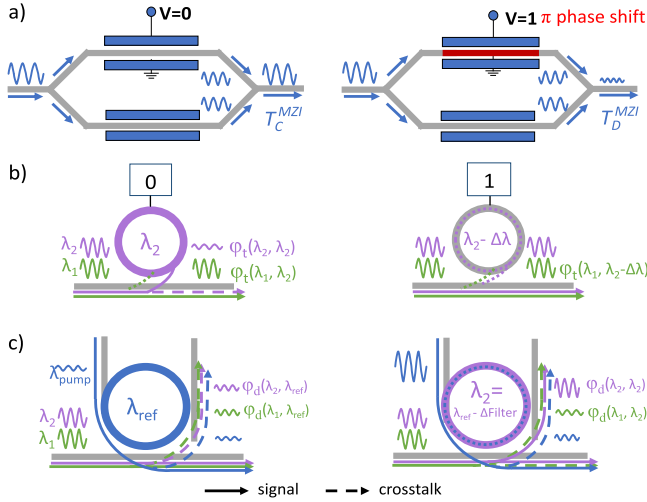 a)
V=0
V=1 π phase shift
T_C^MZI
T_D^MZI
b)
0
1
λ2
λ1
λ2
φt(λ2, λ2)
φt(λ1, λ2)
λ2- Δλ
φt(λ1, λ2-Δλ)
c)
λpump
λ2
λ1
λref
φd(λ2, λref)
φd(λ1, λref)
λ2=
λref - ΔFilter
φd(λ2, λ2)
φd(λ1, λ2)
signal
crosstalk